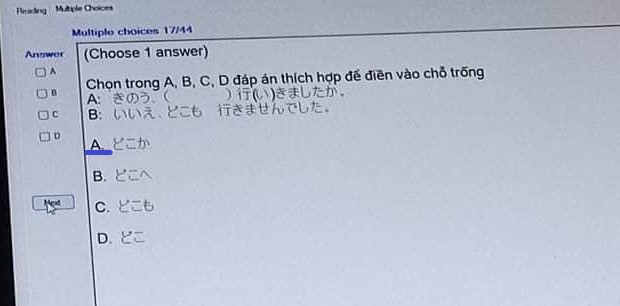 Reading Multiple Choices
Multiple choices 17/44
Answer
(Choose 1 answer)
A
B
C
D
Chọn trong A, B, C, D đáp án thích hợp để điền vào chỗ trống
A: きのう、( ) 行(い)きましたか。
B: いいえ、どこも 行きませんでした。
A. どこか
B. どこへ
C. どこも
D. どこ
Next